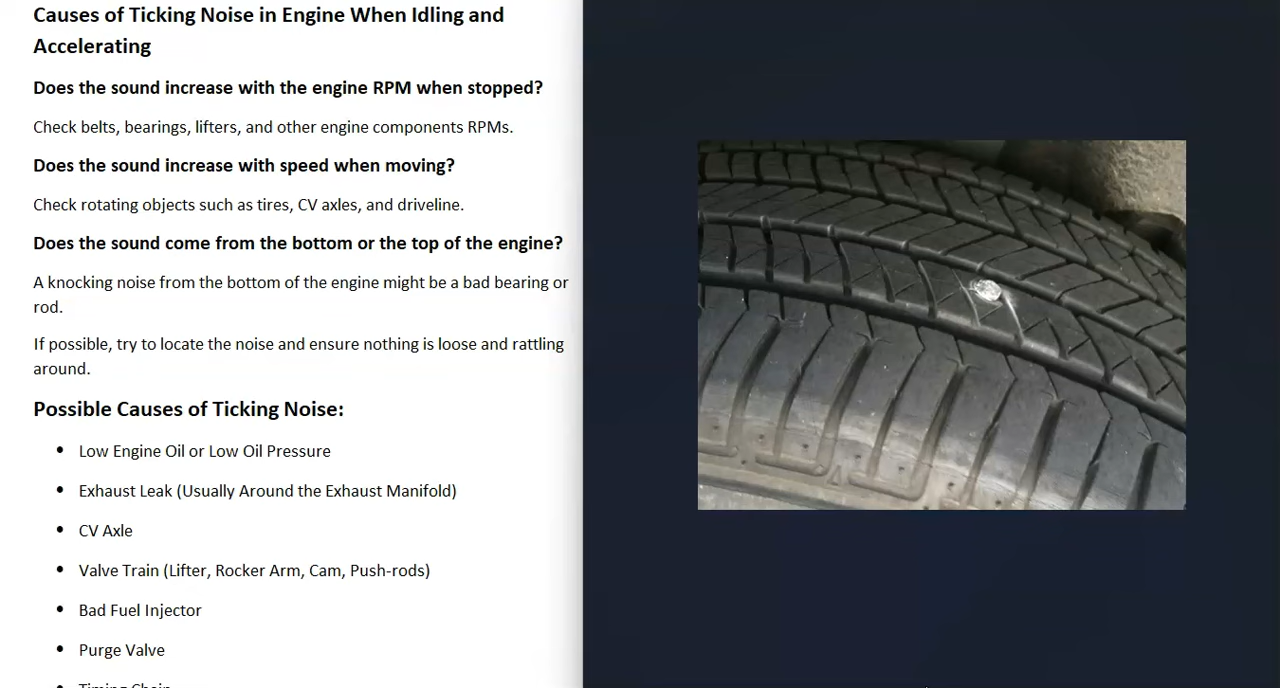 Causes of Ticking Noise in Engine When Idling and
Accelerating
Does the sound increase with the engine RPM when stopped?
Check belts, bearings, lifters, and other engine components RPMs.
Does the sound increase with speed when moving?
Check rotating objects such as tires, CV axles, and driveline.
Does the sound come from the bottom or the top of the engine?
A knocking noise from the bottom of the engine might be a bad bearing or
rod.
If possible, try to locate the noise and ensure nothing is loose and rattling
around.
Possible Causes of Ticking Noise:
• Low Engine Oil or Low Oil Pressure
• Exhaust Leak (Usually Around the Exhaust Manifold)
• CV Axle
• Valve Train (Lifter, Rocker Arm, Cam, Push-rods)
• Bad Fuel Injector
• Purge Valve
• Timing Chain